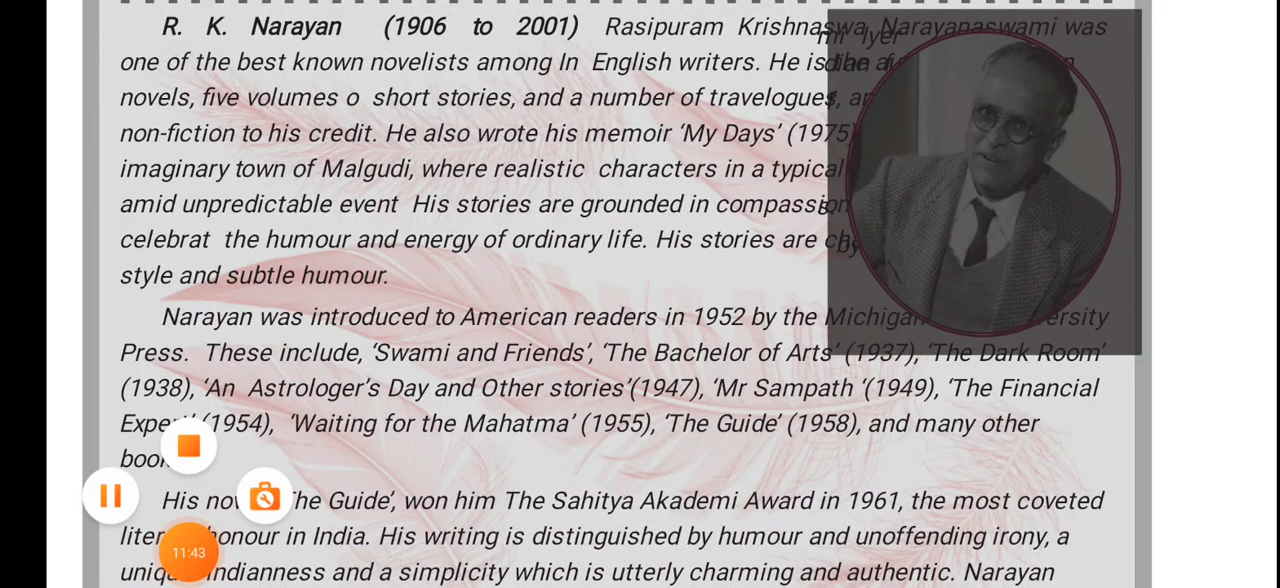 R. K. Narayan (1906 to 2001) Rasipuram Krishnaswa Narayanaswami was
mi Iyer
one of the best known novelists among In English writers. He is the
dian
novels, five volumes o short stories, and a number of travelogues,
non-fiction to his credit. He also wrote his memoir ‘My Days’ (1975)
imaginary town of Malgudi, where realistic characters in a typical
amid unpredictable event His stories are grounded in compassion
s.
celebrat the humour and energy of ordinary life. His stories are
by
style and subtle humour.
Narayan was introduced to American readers in 1952 by the Michigan
Press. These include, ‘Swami and Friends’, ‘The Bachelor of Arts’ (1937), ‘The Dark Room’
(1938), ‘An Astrologer’s Day and Other stories’(1947), ‘Mr Sampath ‘(1949), ‘The Financial
(1954), ‘Waiting for the Mahatma’ (1955), ‘The Guide’ (1958), and many other
His The Guide’, won him The Sahitya Akademi Award in 1961, the most coveted
honour in India. His writing is distinguished by humour and unoffending irony, a
Indianness and a simplicity which is utterly charming and authentic. Narayan
11:43